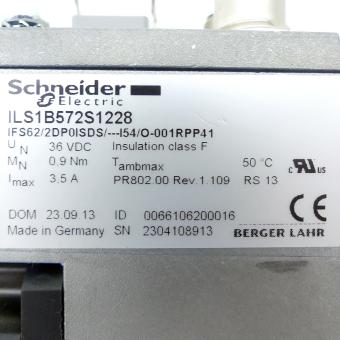 Schneider
Electric
ILS1B572S1228
IFS62/2DP0ISDS/---I54/O-001RPP41
UN 36 VDC Insulation class F
MN 0.9 Nm Tambmax 50 °C
Imax 3.5 A PR802.00 Rev.1.109 RS 13
c RU US
DOM 23.09.13 ID 0066106200016
Made in Germany SN 2304108913
CE
BERGER LAHR